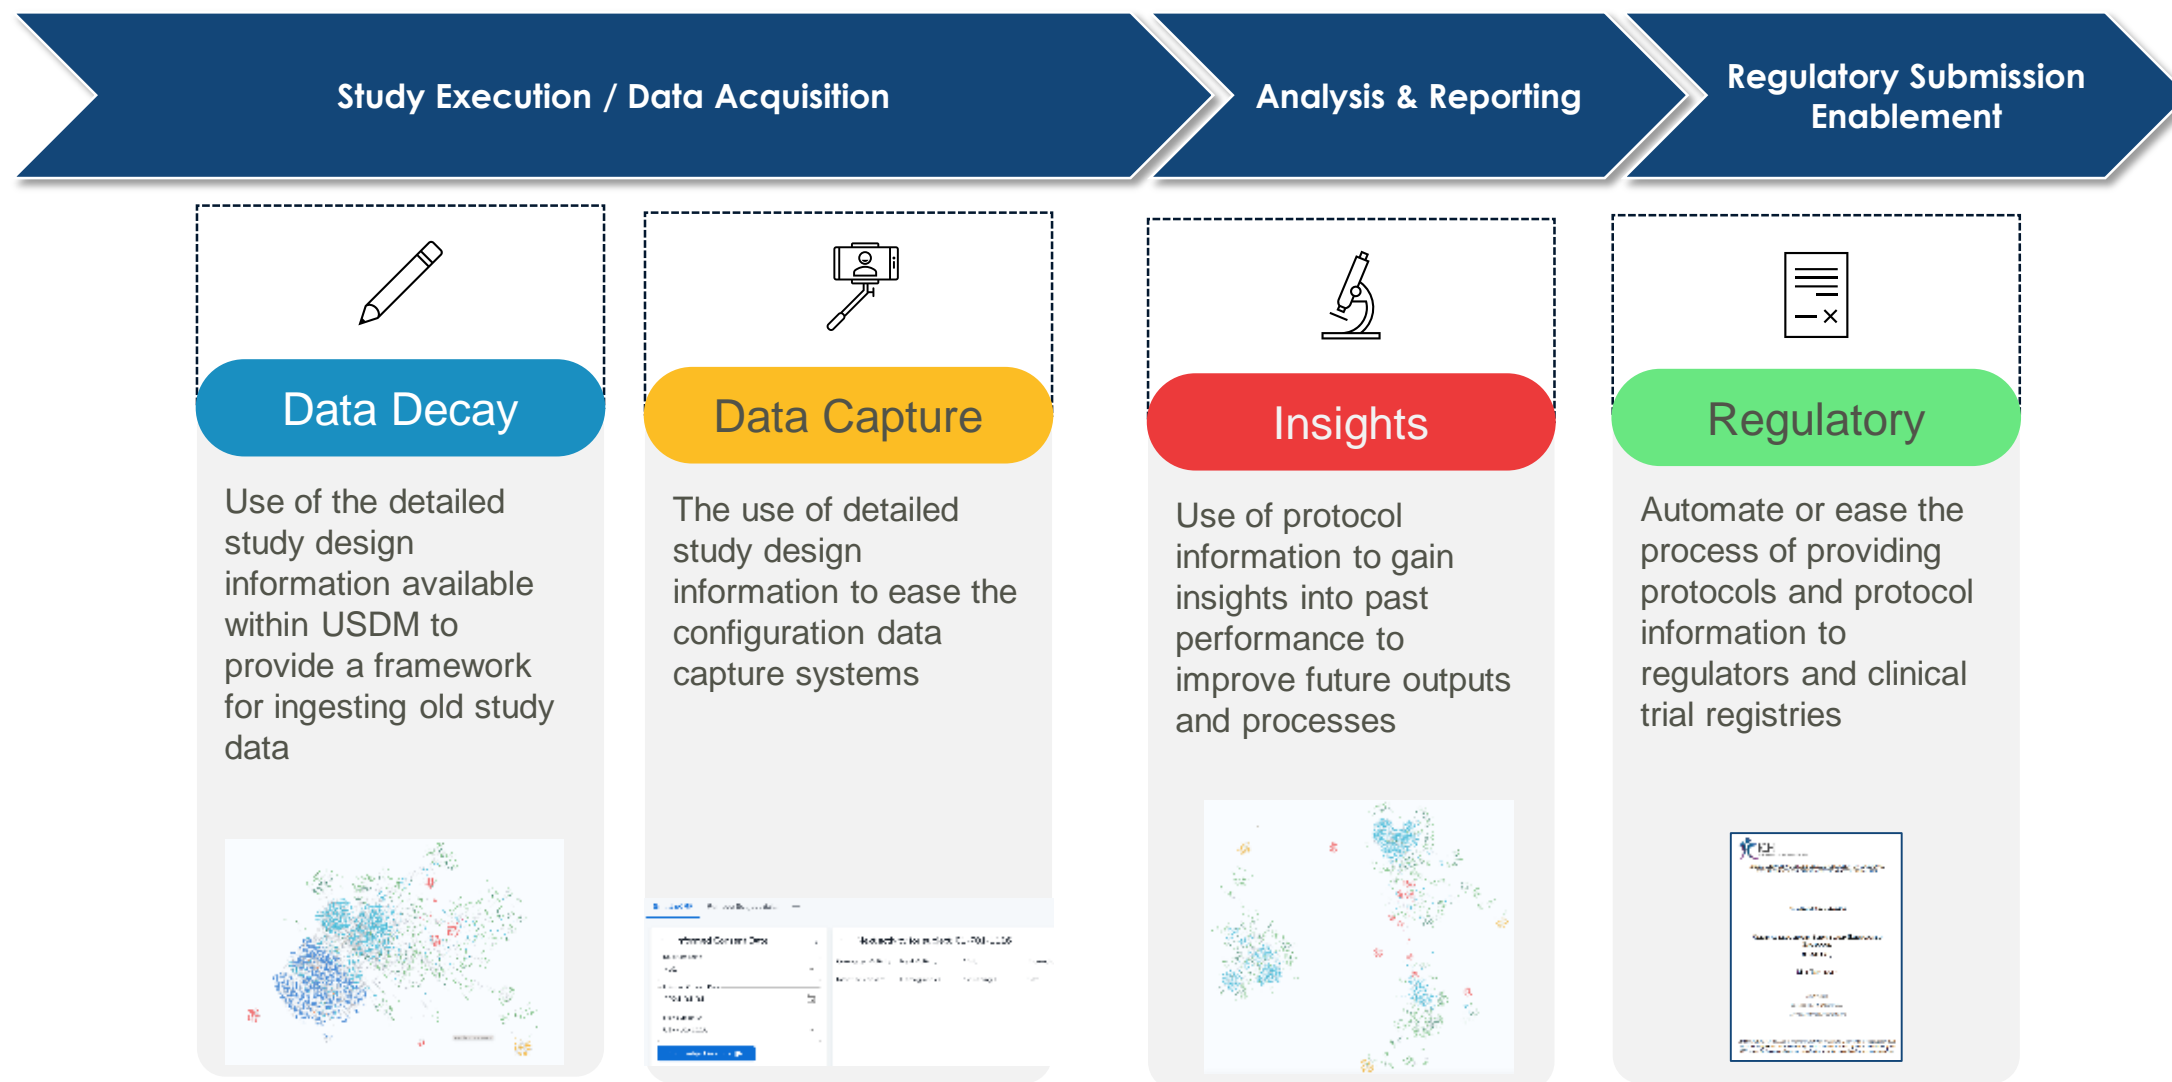 Study Execution / Data Acquisition
Analysis & Reporting
Regulatory Submission
Enablement
Data Decay
Use of the detailed
study design
information available
within USDM to
provide a framework
for ingesting old study
data
Data Capture
The use of detailed
study design
information to ease the
configuration data
capture systems
Informed Consent Date
Insights
Use of protocol
information to gain
insights into past
performance to
improve future outputs
and processes
Regulatory
Automate or ease the
process of providing
protocols and protocol
information to
regulators and clinical
trial registries
ICH